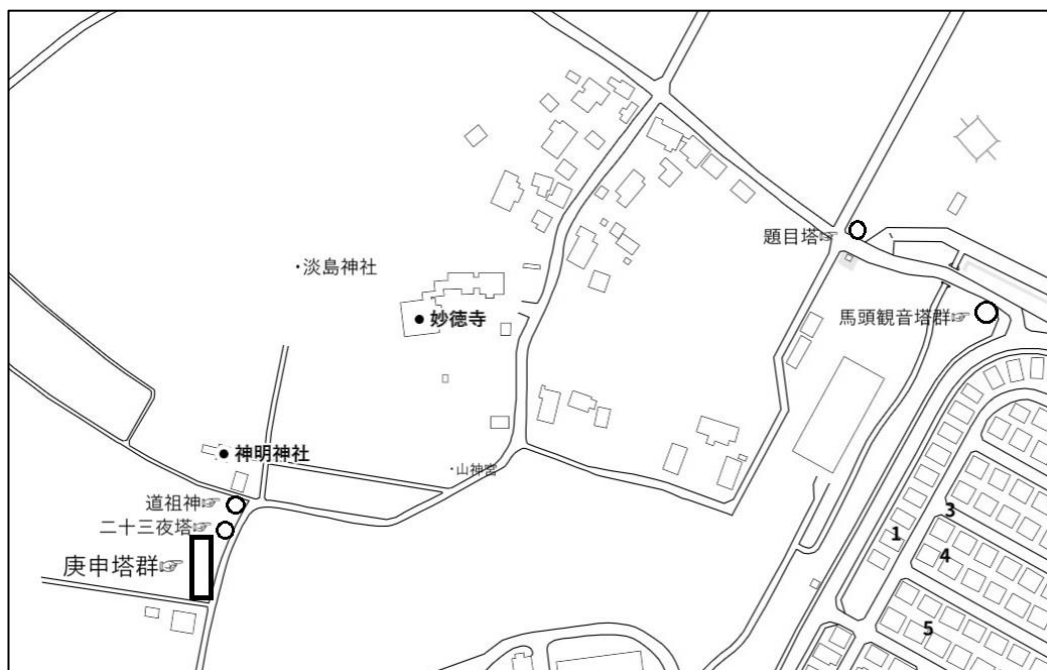 題目塔☞
・淡島神社
● 妙徳寺
馬頭観音塔群☞
● 神明神社
・山神宮
道祖神☞
二十三夜塔☞
庚申塔群☞
3
1
4
5